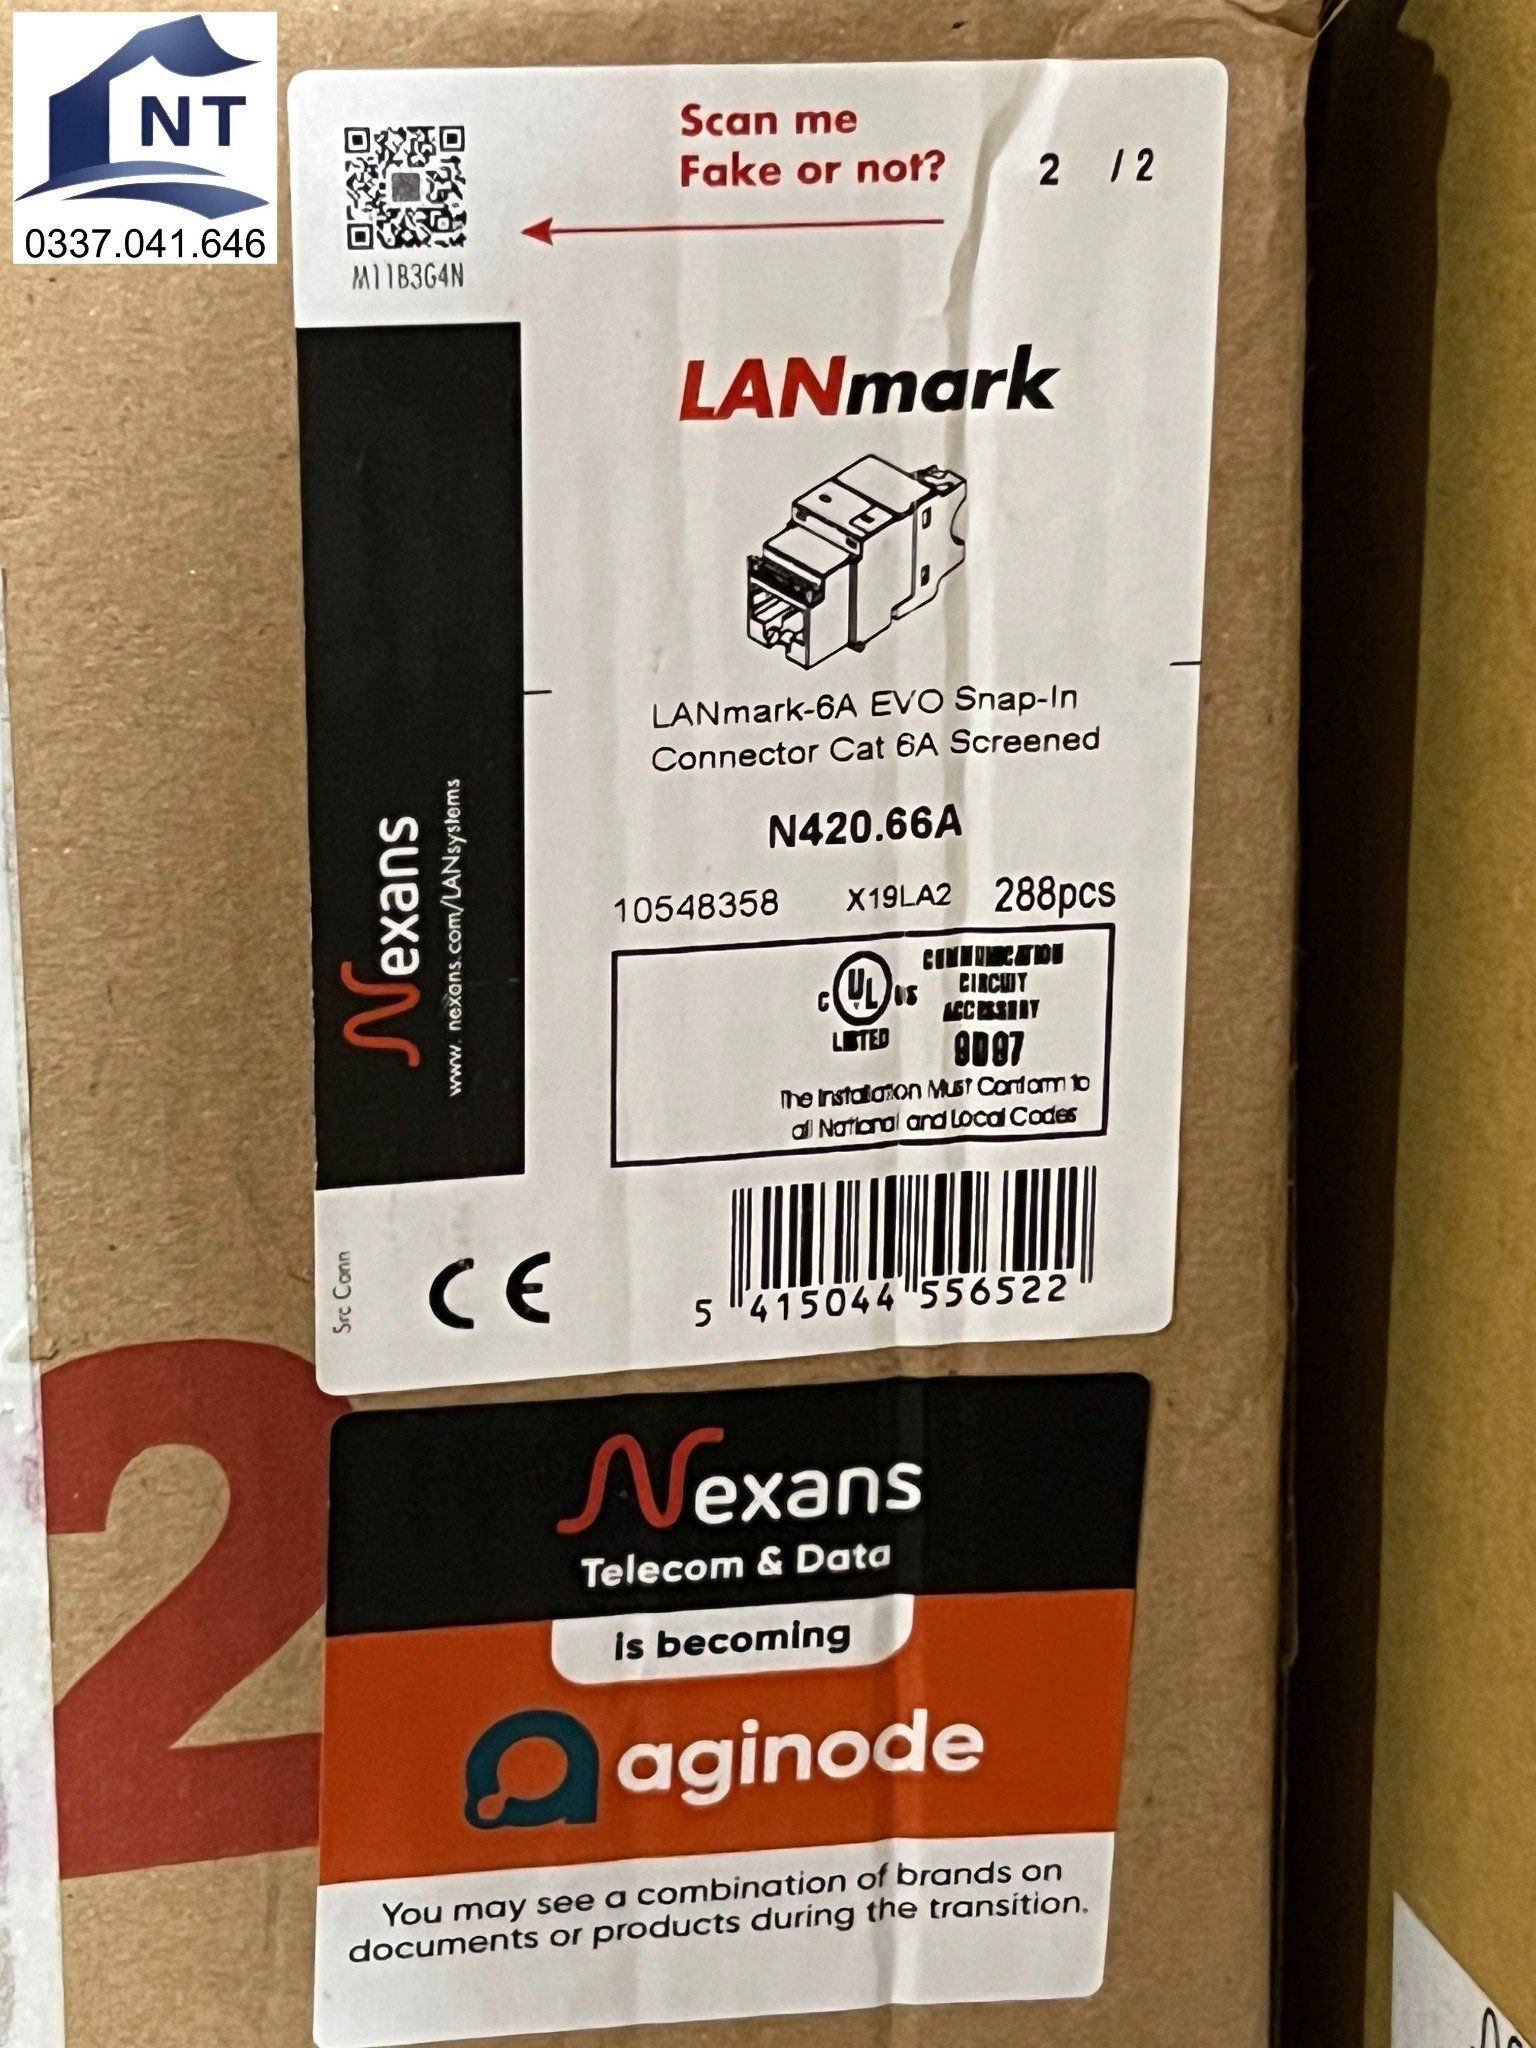 NT
0337.041.646
M11B3G4N
Scan me
Fake or not?
2 / 2
LANmark
LANmark-6A EVO Snap-In
Connector Cat 6A Screened
N420.66A
10548358 X19LA2 288pcs
Nexans
www.nexans.com/LANsystems
C UL US
LISTED
COMMUNICATION
CIRCUIT
ACCESSORY
9D97
The Installation Must Conform to
all National and Local Codes
Src Conn
CE
5 415044 556522
2
Nexans
Telecom & Data
is becoming
aginode
You may see a combination of brands on
documents or products during the transition.